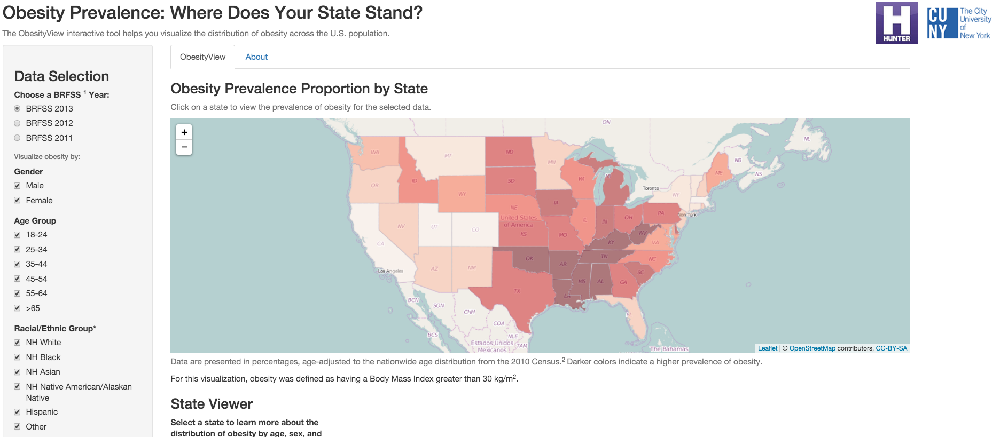 Obesity Prevalence: Where Does Your State Stand?
The ObesityView interactive tool helps you visualize the distribution of obesity across the U.S. population.
H
HUNTER
CU
NY
The City
University
of
New York
Data Selection
Choose a BRFSS 1 Year:
BRFSS 2013
BRFSS 2012
BRFSS 2011
Visualize obesity by:
Gender
Male
Female
Age Group
18-24
25-34
35-44
45-54
55-64
>65
Racial/Ethnic Group*
NH White
NH Black
NH Asian
NH Native American/Alaskan
Native
Hispanic
Other
ObesityView
About
Obesity Prevalence Proportion by State
Click on a state to view the prevalence of obesity for the selected data.
+
−
ON
NL
WA
MT
ND
MN
NB
NS
ME
OR
ID
SD
WI
M
Toronto
WY
NY
IA
NE
United States
of America
IL
IN
OH
PA
New York
NV
UT
CO
KS
MO
WV
KY
VA
CA
AZ
NM
OK
AR
TN
NC
Los Angeles
SC
MS
AL
GA
TX
LA
BCN
SON
CHH
FL
COA
BCS
NLE
Estados Unidos
Mexicanos
TAM
The Bahamas
Leaflet | © OpenStreetMap contributors, CC-BY-SA
Data are presented in percentages, age-adjusted to the nationwide age distribution from the 2010 Census.2 Darker colors indicate a higher prevalence of obesity.
For this visualization, obesity was defined as having a Body Mass Index greater than 30 kg/m2.
State Viewer
Select a state to learn more about the
distribution of obesity by age, sex, and